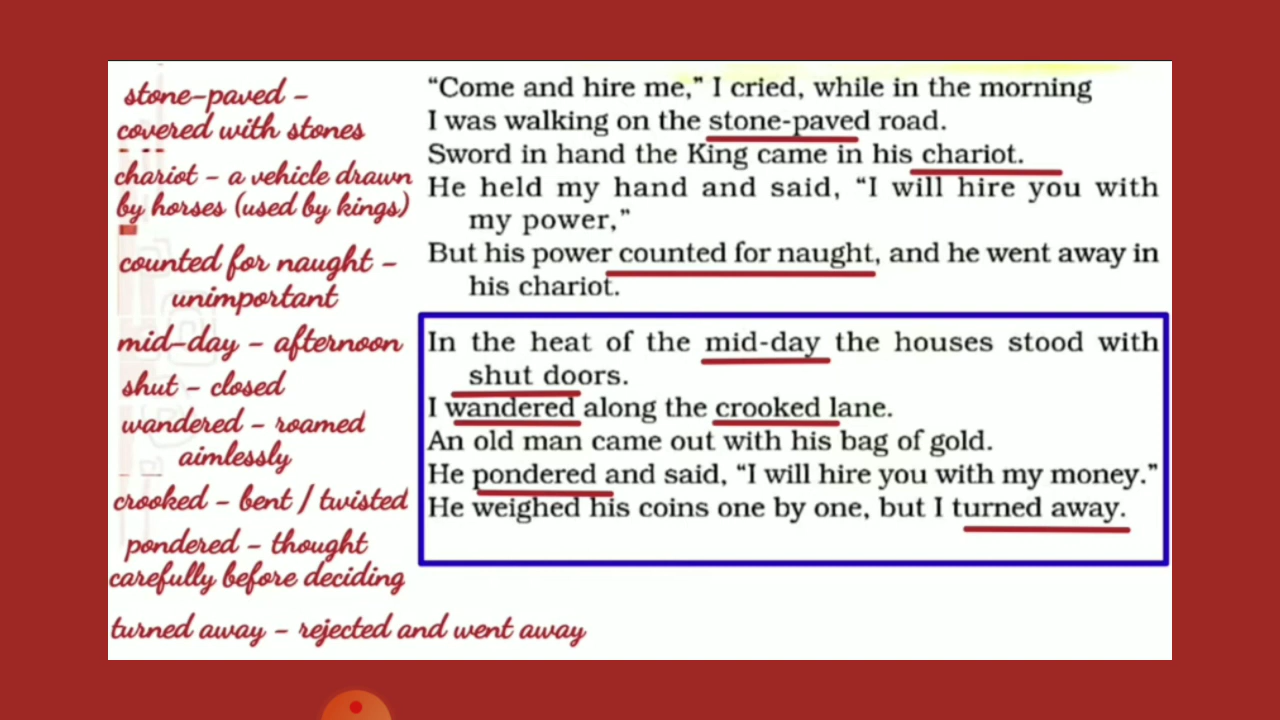 stone-paved -
covered with stones
chariot - a vehicle drawn
by horses (used by kings)
counted for naught -
unimportant
mid-day - afternoon
shut - closed
wandered - roamed
aimlessly
crooked - bent / twisted
pondered - thought
carefully before deciding
turned away - rejected and went away
“Come and hire me,” I cried, while in the morning
I was walking on the stone-paved road.
Sword in hand the King came in his chariot.
He held my hand and said, “I will hire you with
my power,”
But his power counted for naught, and he went away in
his chariot.
In the heat of the mid-day the houses stood with
shut doors.
I wandered along the crooked lane.
An old man came out with his bag of gold.
He pondered and said, “I will hire you with my money.”
He weighed his coins one by one, but I turned away.